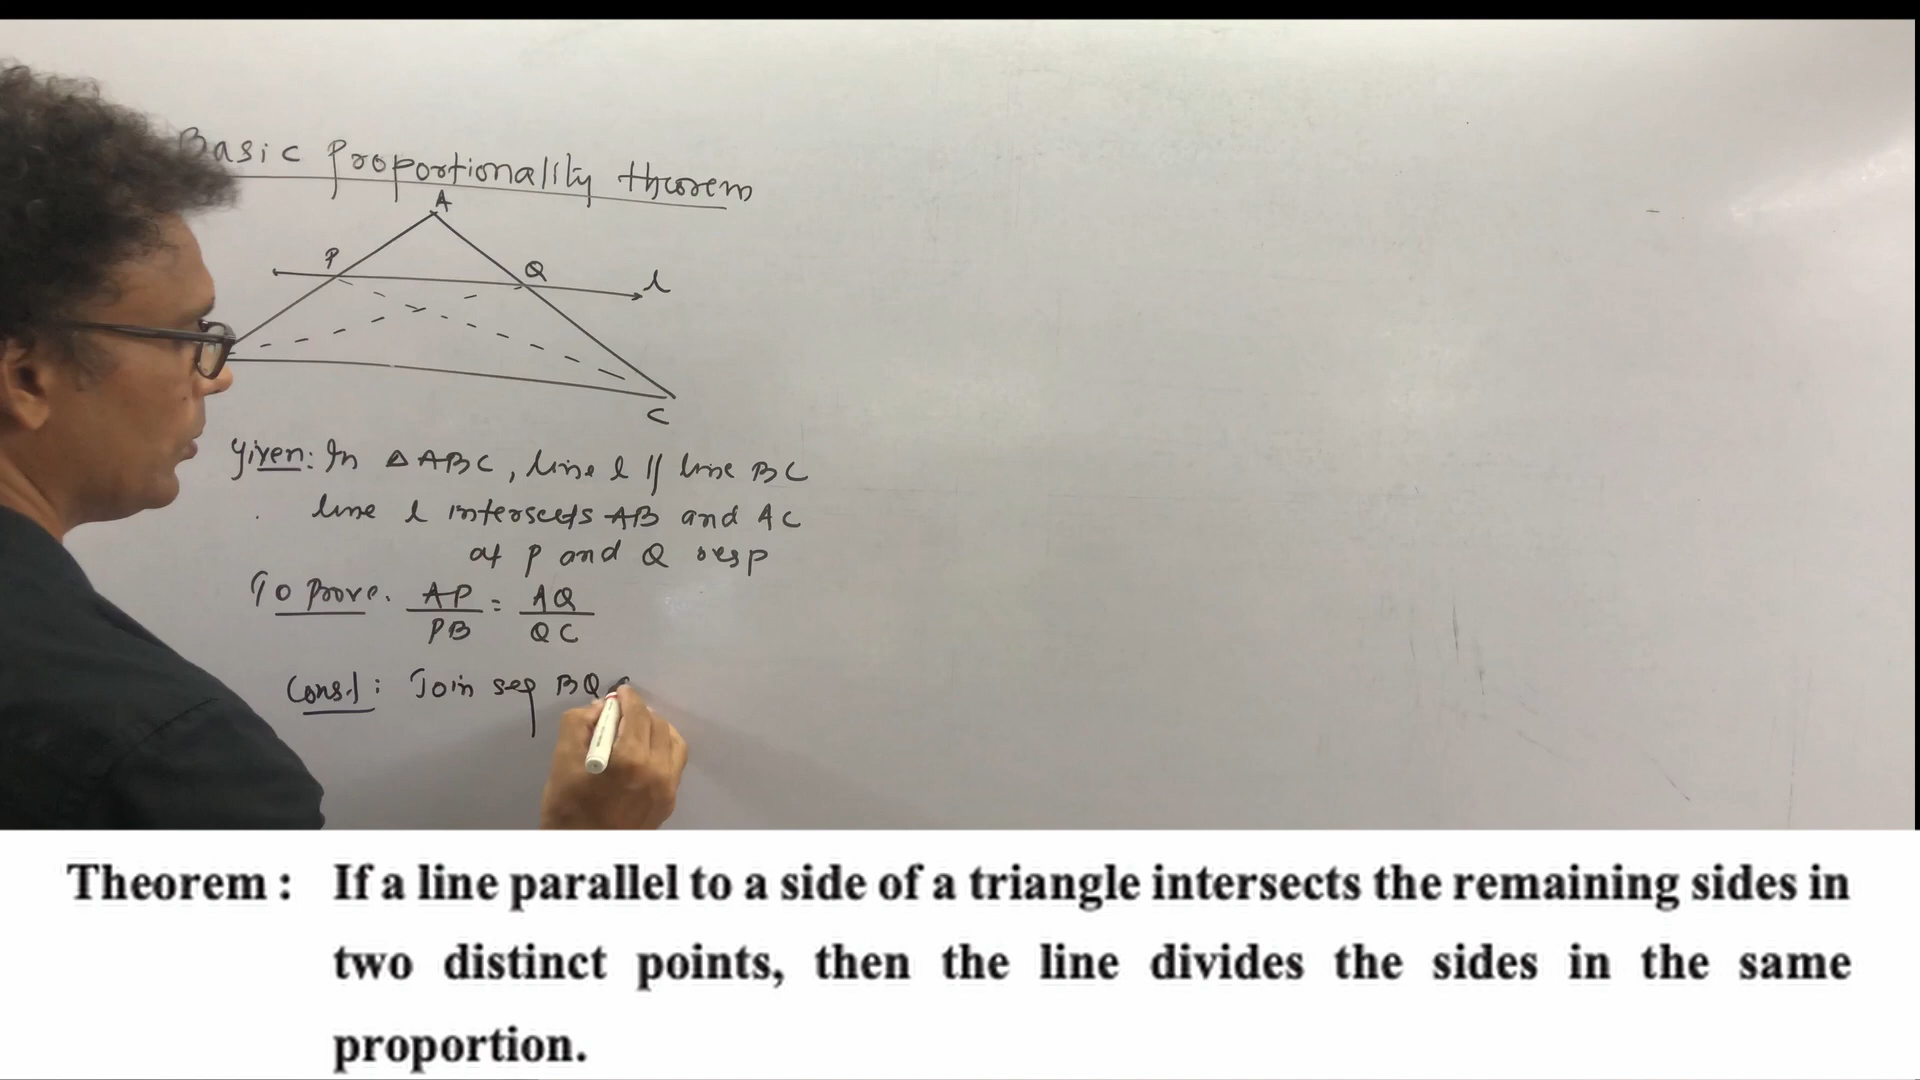 Basic proportionality theorem
A
P
Q
l
C
Given: In △ ABC, line l || line BC
line l intersects AB and AC
at P and Q resp
To prove. AP/PB = AQ/QC
Const: Join seg BQ
Theorem : If a line parallel to a side of a triangle intersects the remaining sides in
two distinct points, then the line divides the sides in the same
proportion.